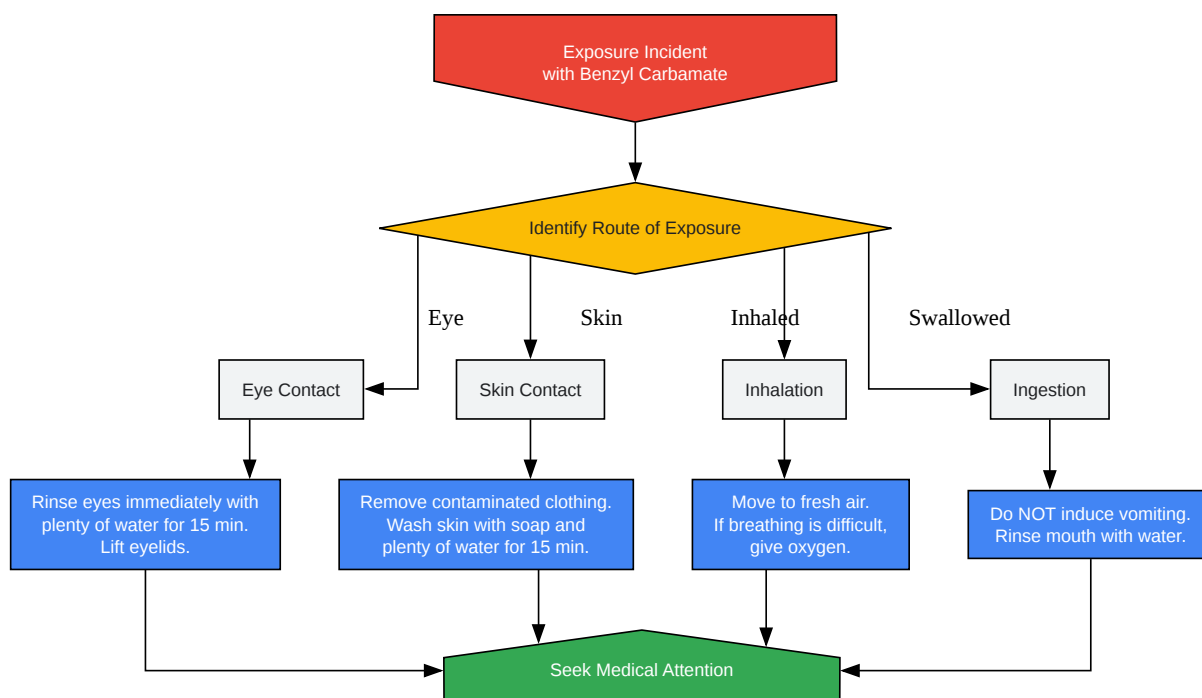 Exposure Incident
with Benzyl Carbamate
Identify Route of Exposure
Eye
Skin
Inhaled
Swallowed
Eye Contact
Skin Contact
Inhalation
Ingestion
Rinse eyes immediately with
plenty of water for 15 min.
Lift eyelids.
Remove contaminated clothing.
Wash skin with soap and
plenty of water for 15 min.
Move to fresh air.
If breathing is difficult,
give oxygen.
Do NOT induce vomiting.
Rinse mouth with water.
Seek Medical Attention